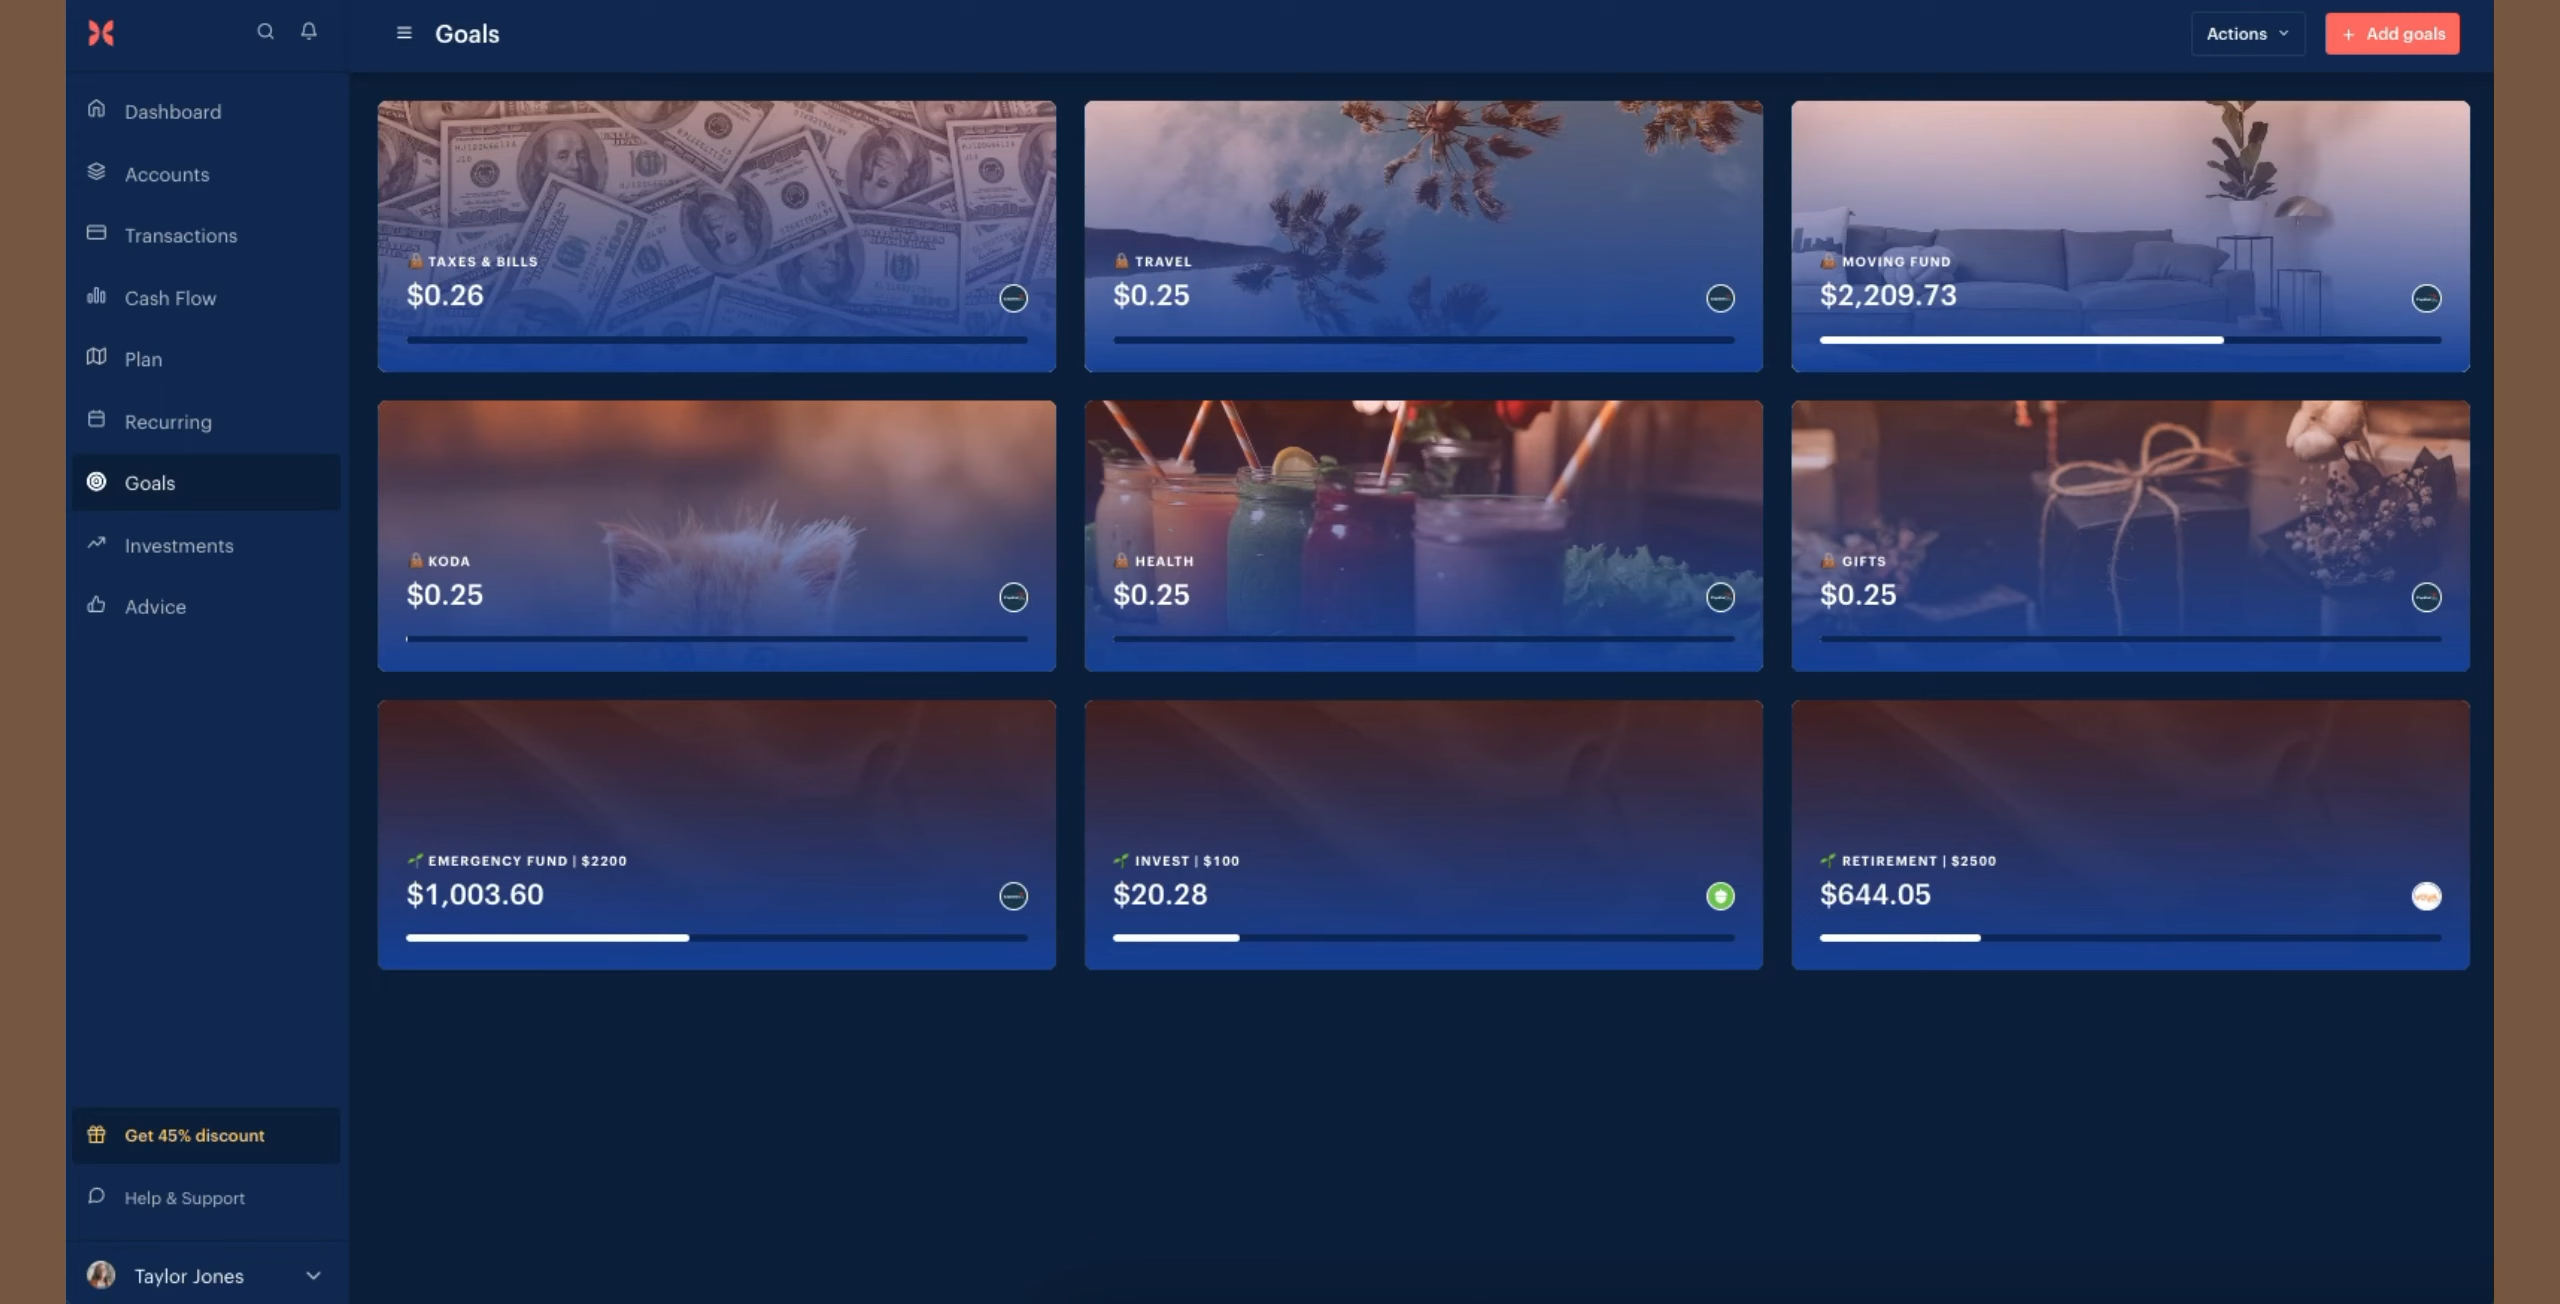 Goals
Actions
+ Add goals
Dashboard
Accounts
Transactions
Cash Flow
Plan
Recurring
Goals
Investments
Advice
Get 45% discount
Help & Support
Taylor Jones
TAXES & BILLS
$0.26
TRAVEL
$0.25
MOVING FUND
$2,209.73
KODA
$0.25
HEALTH
$0.25
GIFTS
$0.25
EMERGENCY FUND | $2200
$1,003.60
INVEST | $100
$20.28
RETIREMENT | $2500
$644.05